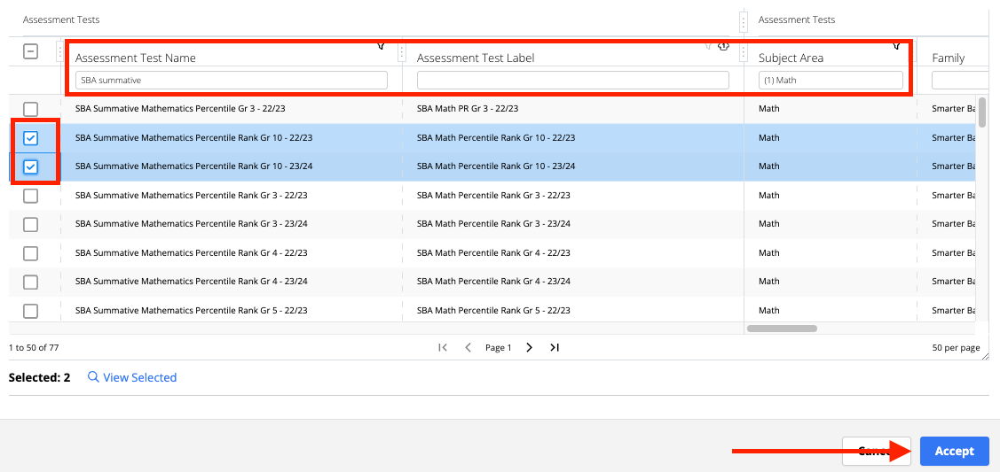 Assessment Tests Assessment Tests
Assessment Test Name Assessment Test Label Subject Area Family
SBA summative (1) Math
SBA Summative Mathematics Percentile Gr 3 - 22/23 SBA Math PR Gr 3 - 22/23 Math Smarter Ba
SBA Summative Mathematics Percentile Rank Gr 10 - 22/23 SBA Math Percentile Rank Gr 10 - 22/23 Math Smarter Ba
SBA Summative Mathematics Percentile Rank Gr 10 - 23/24 SBA Math Percentile Rank Gr 10 - 23/24 Math Smarter Ba
SBA Summative Mathematics Percentile Rank Gr 3 - 22/23 SBA Math Percentile Rank Gr 3 - 22/23 Math Smarter Ba
SBA Summative Mathematics Percentile Rank Gr 3 - 23/24 SBA Math Percentile Rank Gr 3 - 23/24 Math Smarter Ba
SBA Summative Mathematics Percentile Rank Gr 4 - 22/23 SBA Math Percentile Rank Gr 4 - 22/23 Math Smarter Ba
SBA Summative Mathematics Percentile Rank Gr 4 - 23/24 SBA Math Percentile Rank Gr 4 - 23/24 Math Smarter Ba
SBA Summative Mathematics Percentile Rank Gr 5 - 22/23 SBA Math Percentile Rank Gr 5 - 22/23 Math Smarter Ba
1 to 50 of 77 Page 1 50 per page
Selected: 2 View Selected
Cancel Accept